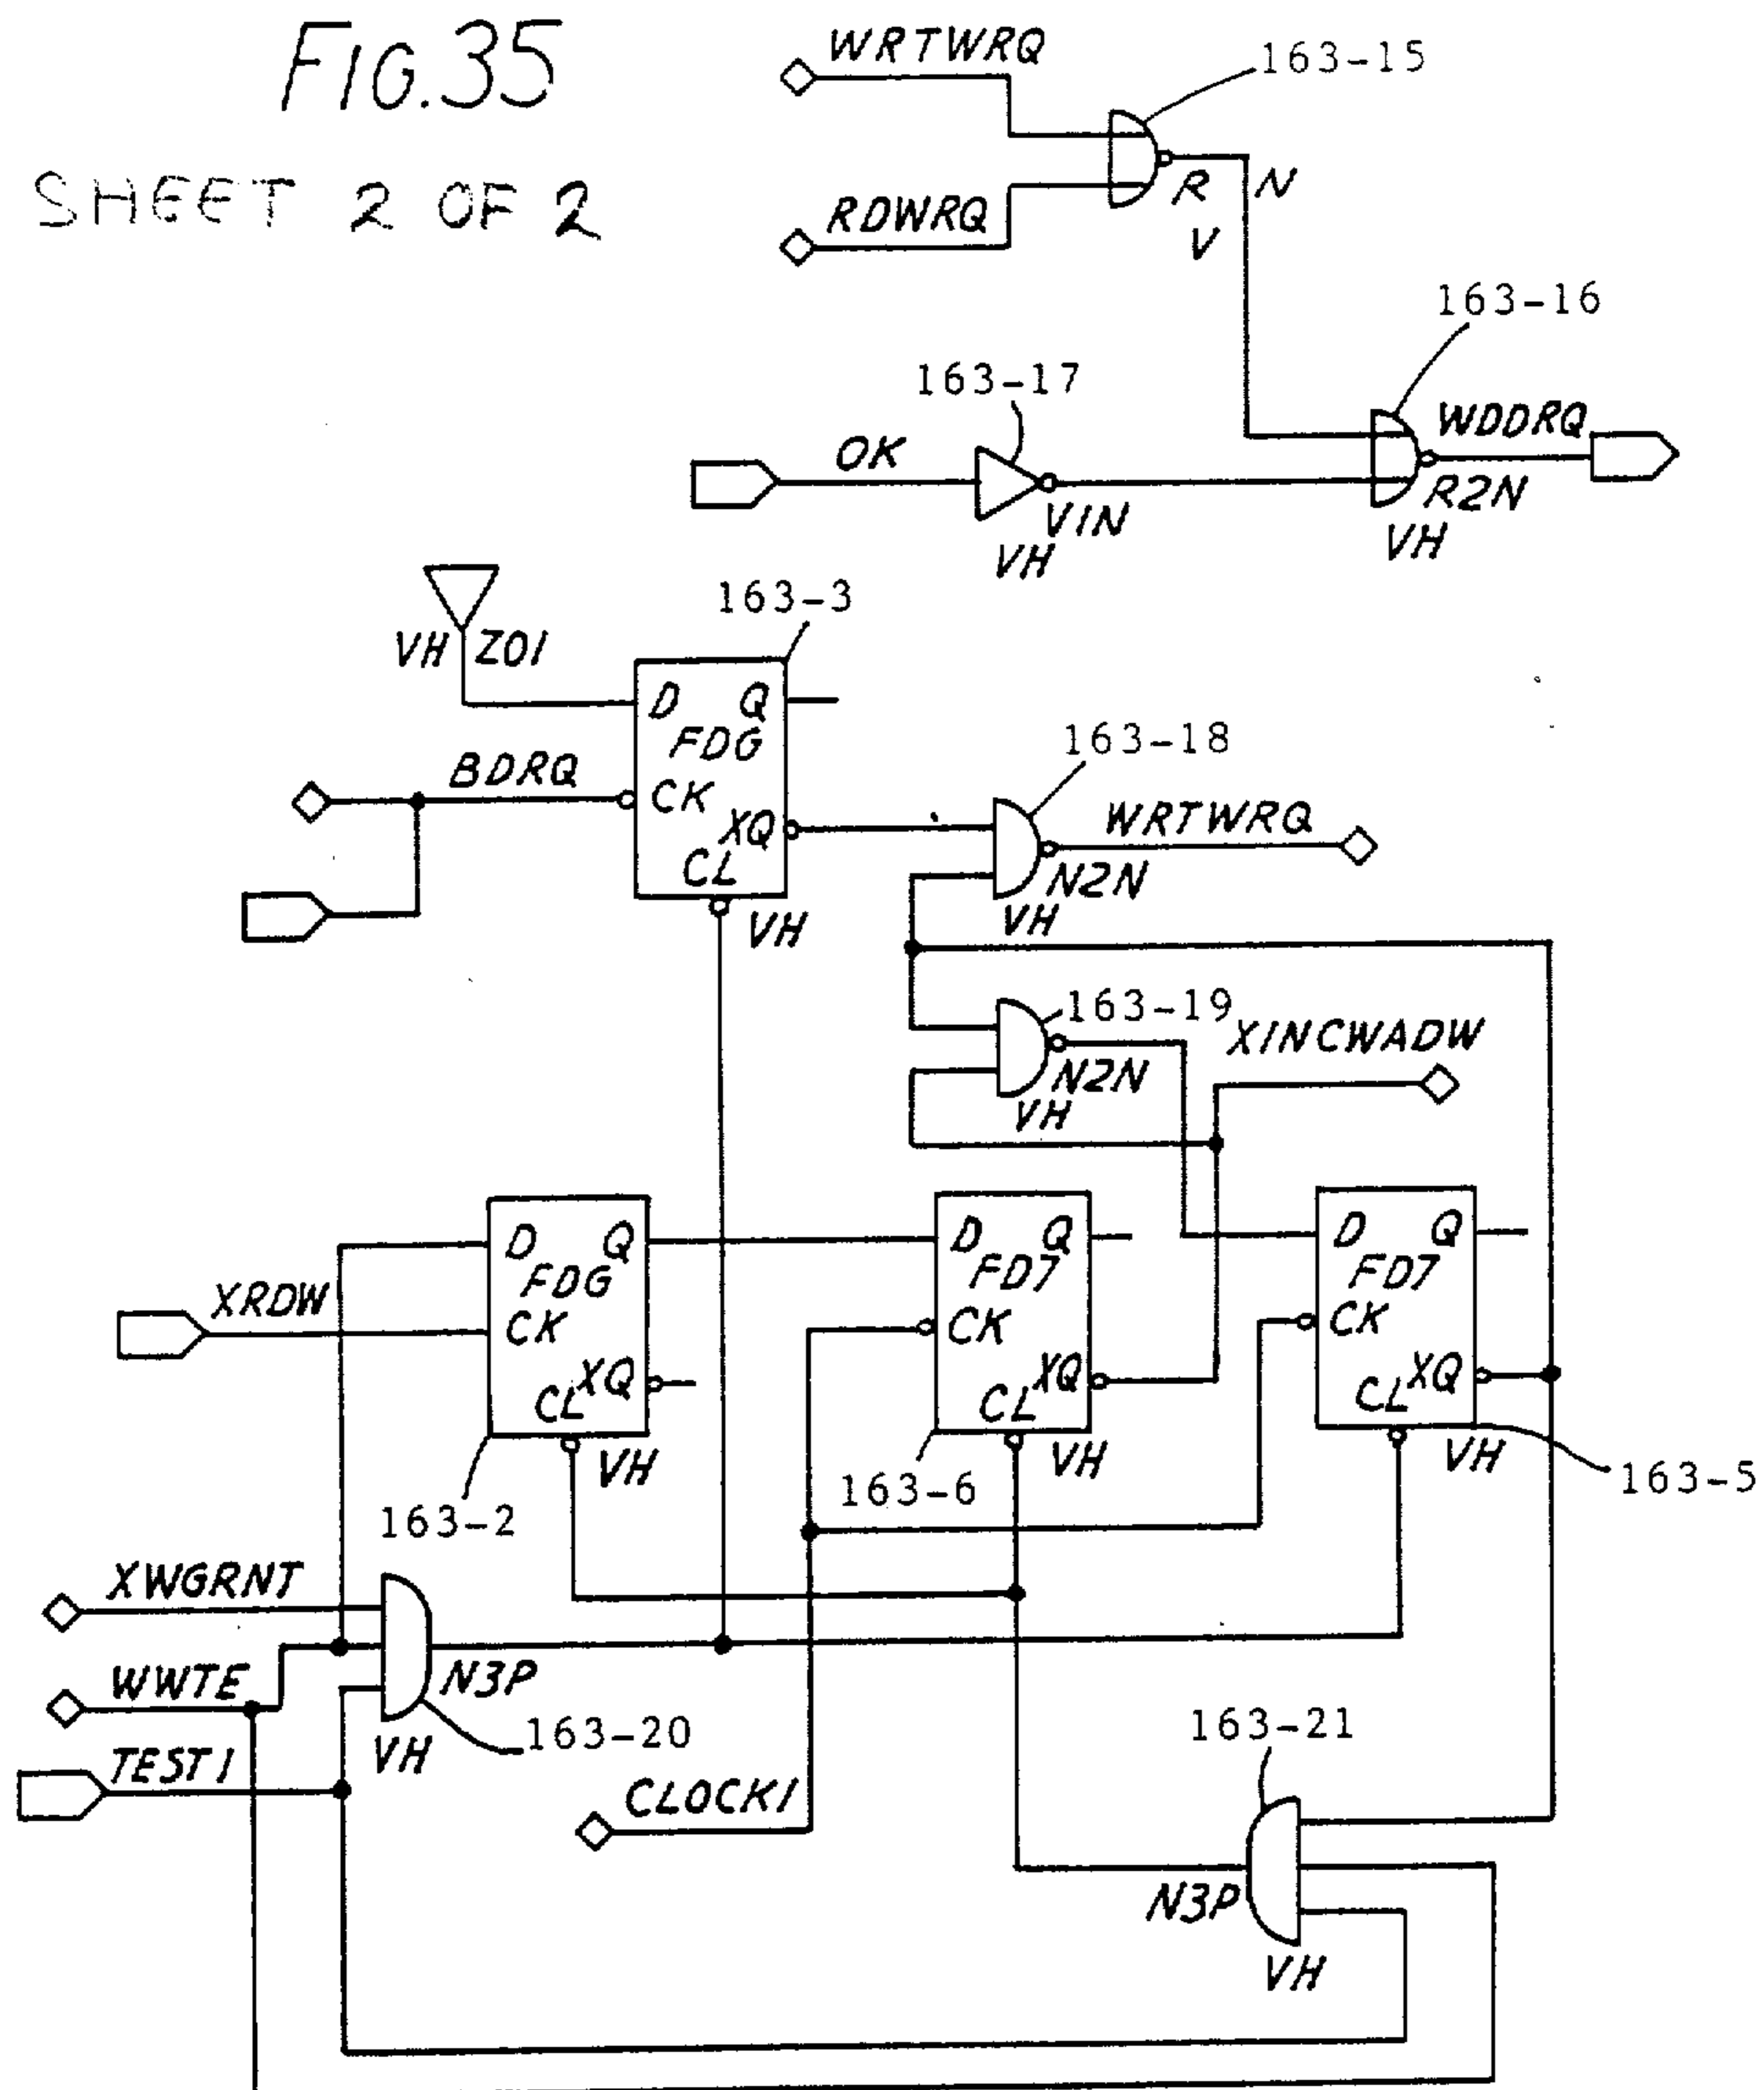 FIG.35
SHEET 2 OF 2
WRTWRQ
163-15
RDWRQ
R N
V
163-16
163-17
WDDRQ
OK
VIN
VH
R2N
VH
VH Z01
163-3
D Q
FDG
CK
XQ
CL
VH
BDRQ
163-18
WRTWRQ
N2N
VH
163-19
XINCWADW
N2N
VH
D Q
FDG
CK
XQ
CL
VH
D Q
FD7
CK
XQ
CL
VH
D Q
FD7
CK
XQ
CL
VH
XRDW
163-2
163-6
163-5
XWGRNT
WWTE
N3P
VH
163-20
TEST1
CLOCK1
163-21
N3P
VH